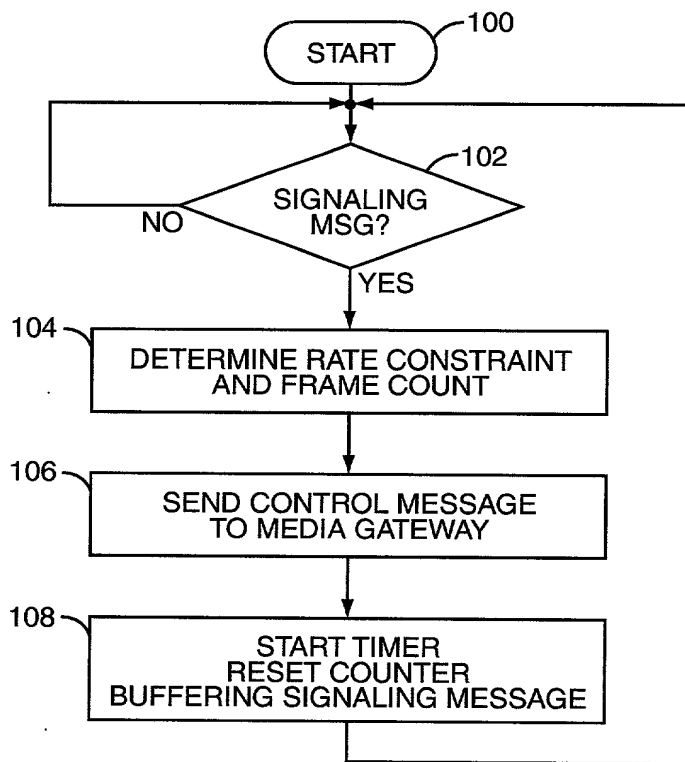 100
START
102
SIGNALING
MSG?
NO
YES
104
DETERMINE RATE CONSTRAINT
AND FRAME COUNT
106
SEND CONTROL MESSAGE
TO MEDIA GATEWAY
108
START TIMER
RESET COUNTER
BUFFERING SIGNALING MESSAGE